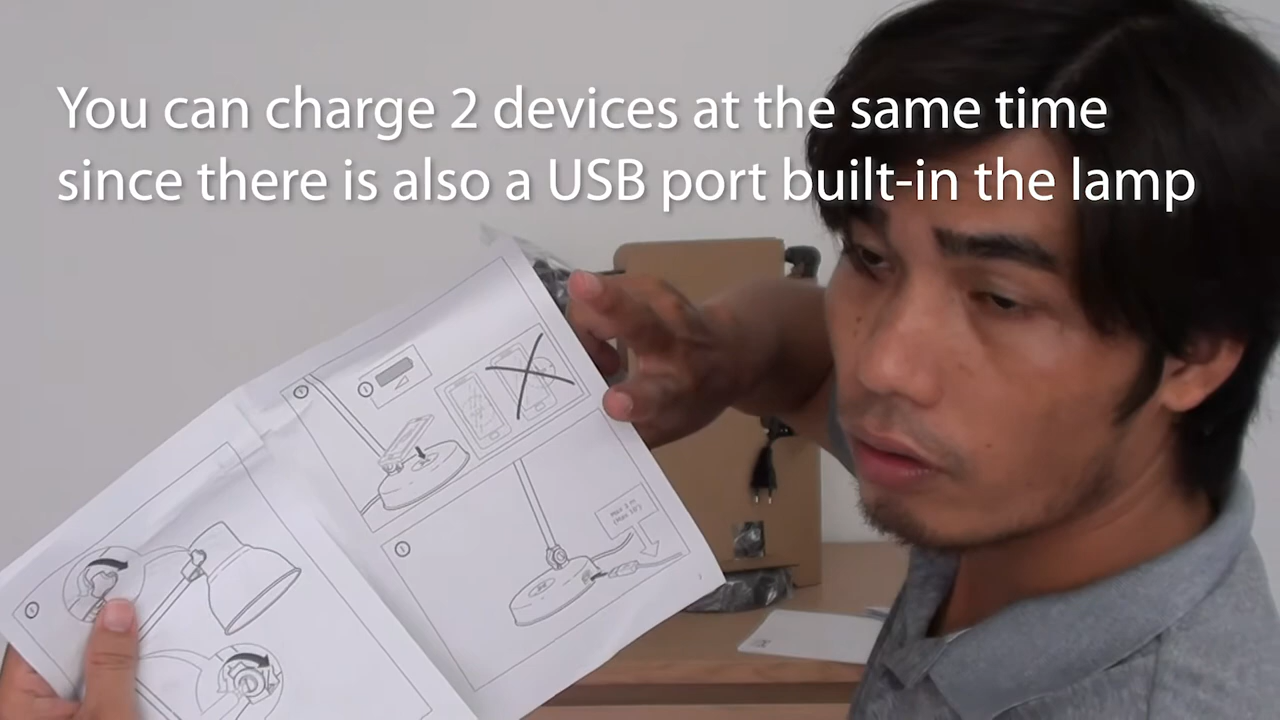 You can charge 2 devices at the same time
since there is also a USB port built-in the lamp